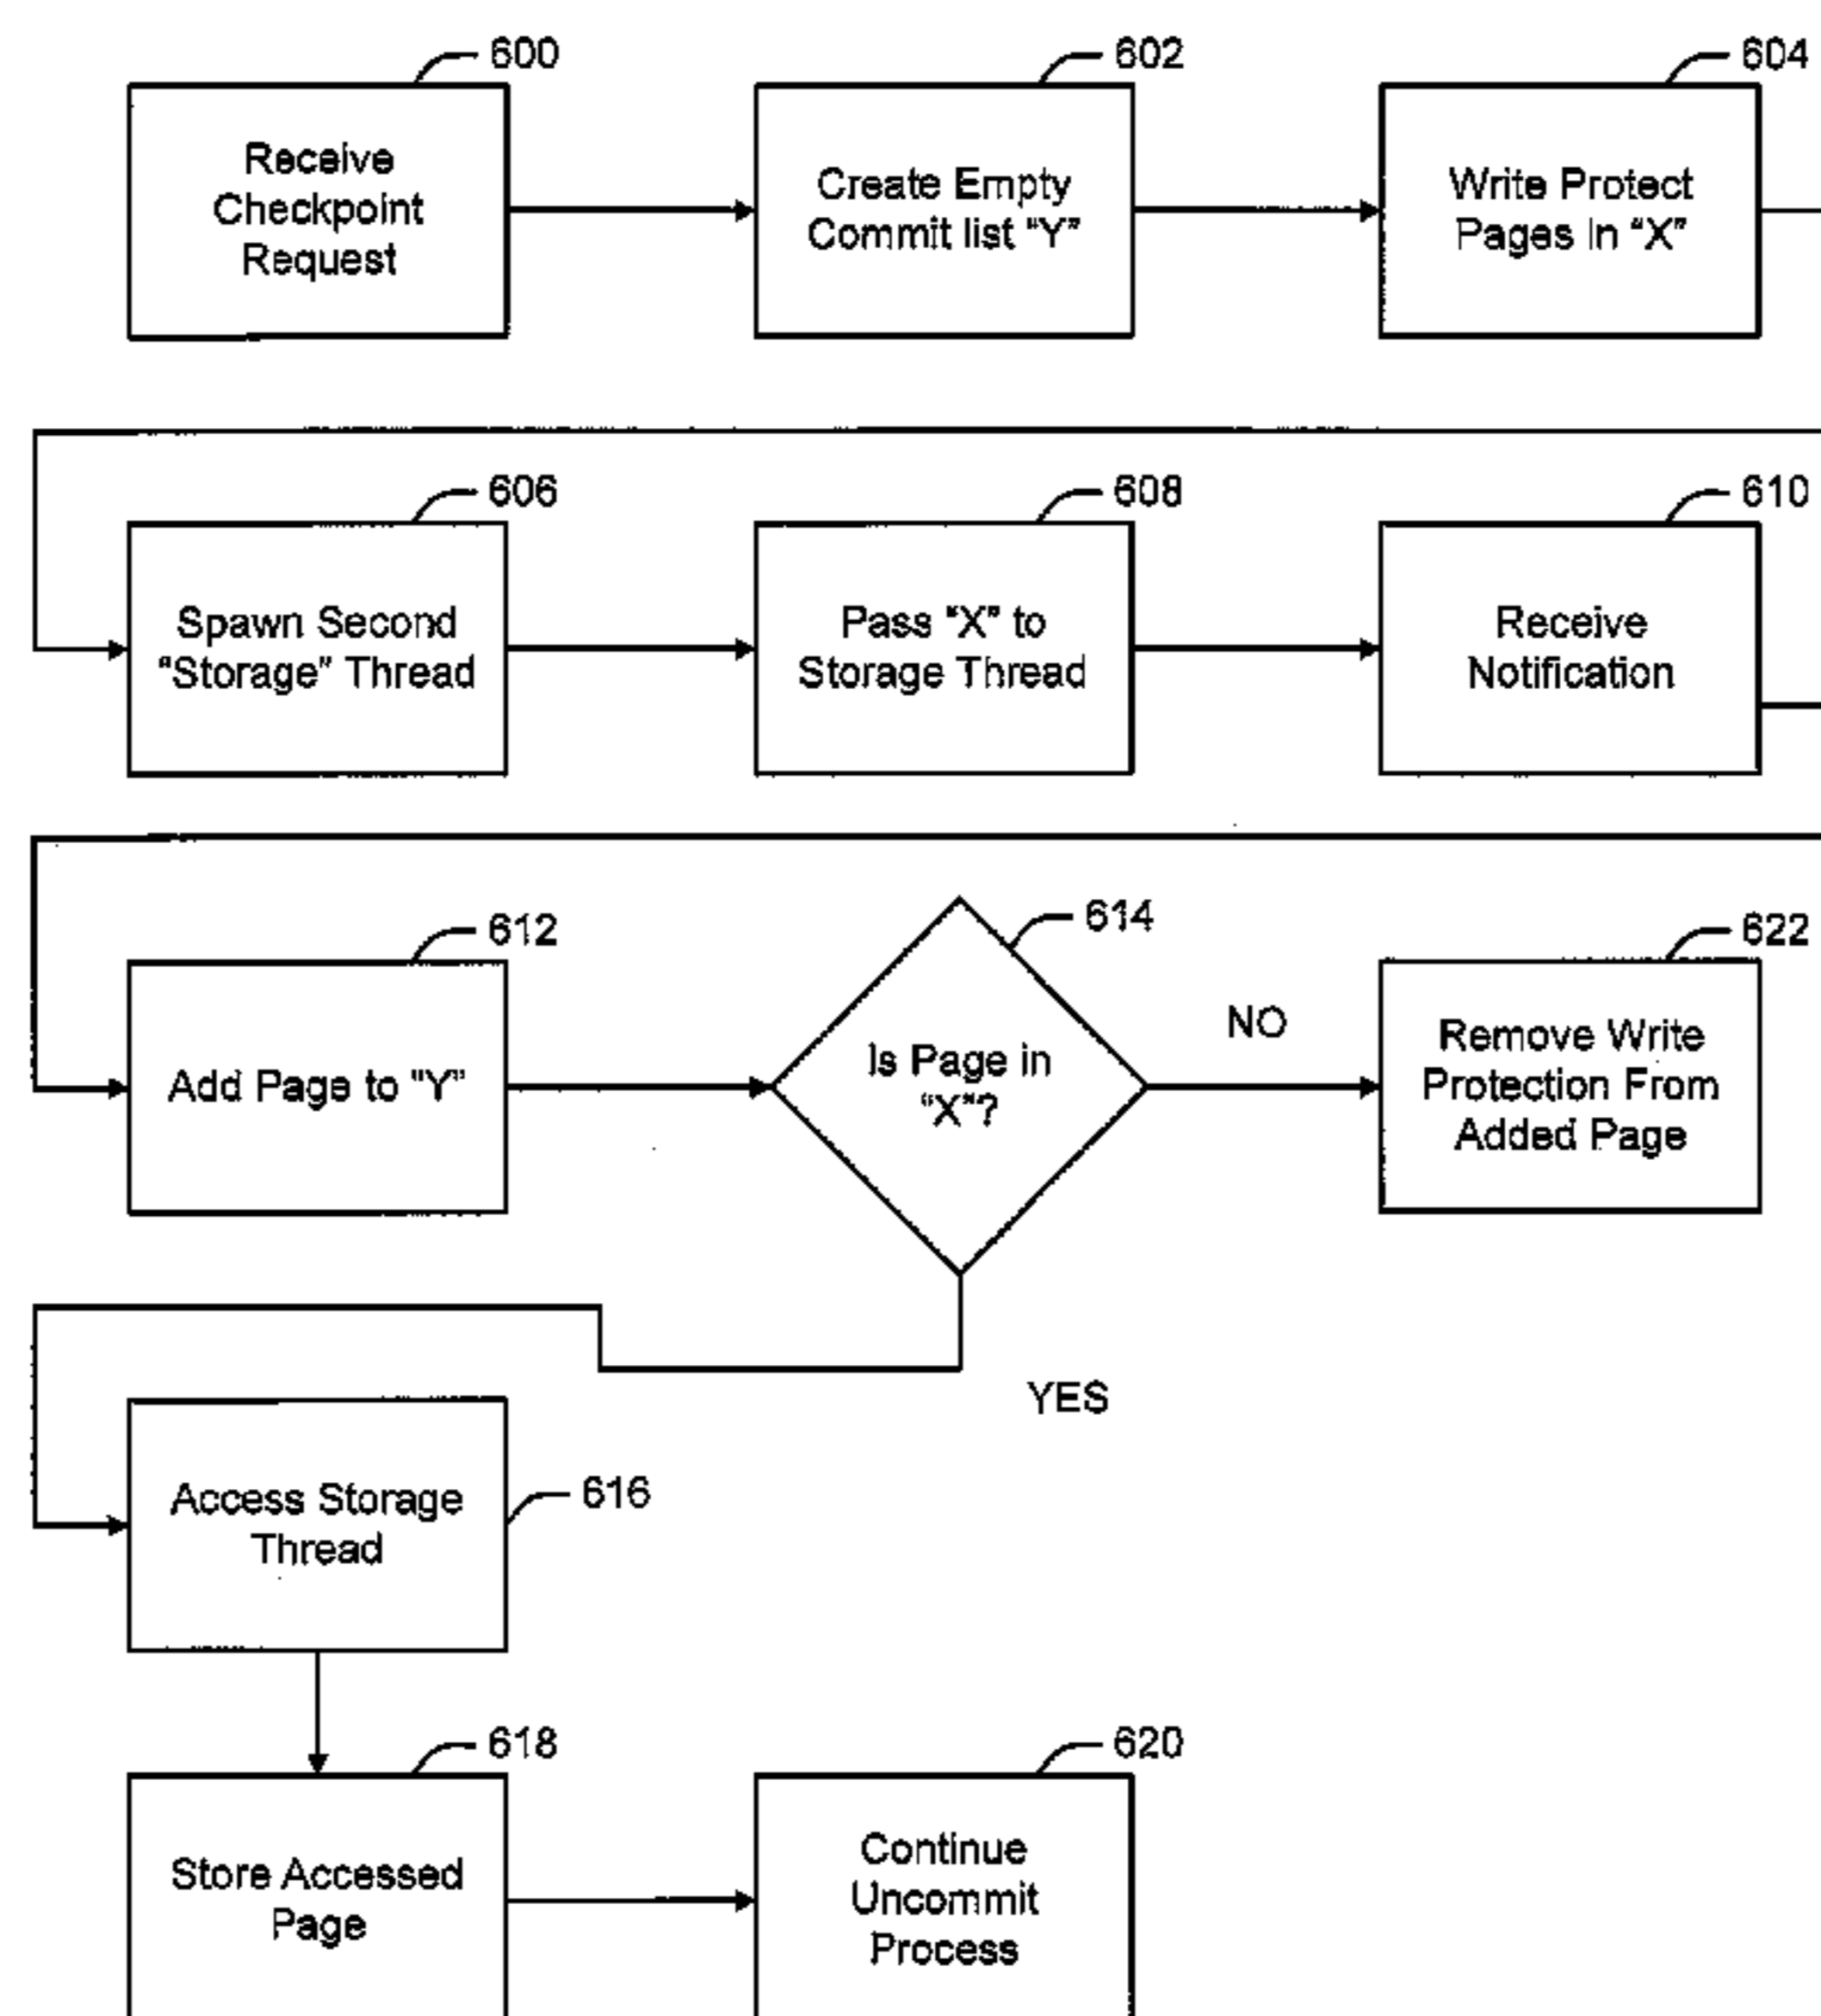 600
Receive
Checkpoint
Request
602
Create Empty
Commit list "Y"
604
Write Protect
Pages In "X"
606
Spawn Second
"Storage" Thread
608
Pass "X" to
Storage Thread
610
Receive
Notification
612
Add Page to "Y"
614
Is Page in
"X"?
NO
622
Remove Write
Protection From
Added Page
YES
616
Access Storage
Thread
618
Store Accessed
Page
620
Continue
Uncommit
Process